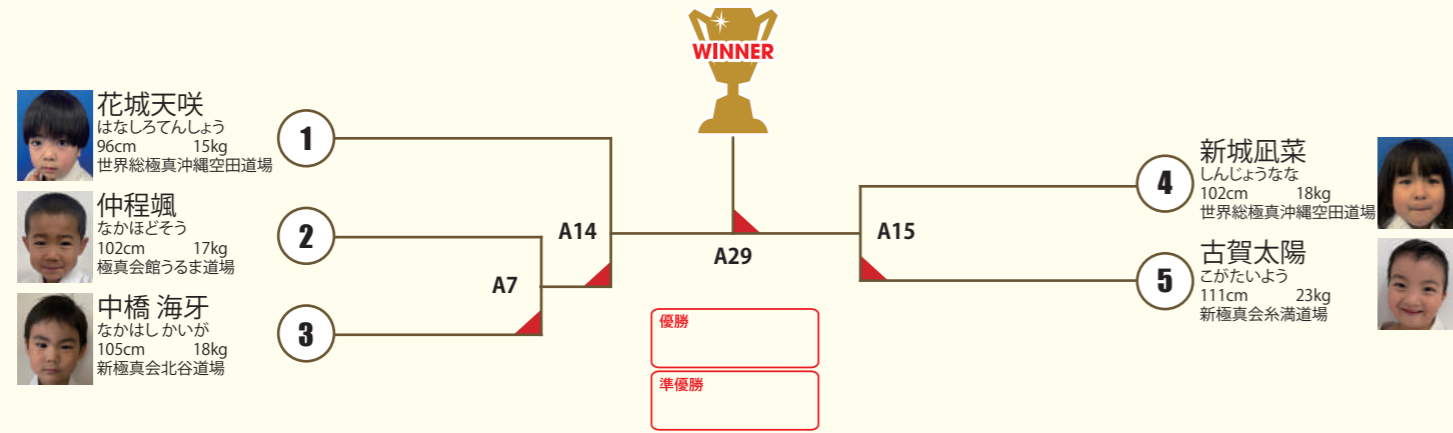 WINNER
花城天咲
はなしろてんしょう
96cm 15kg
世界総極真沖縄空田道場
1
仲程颯
なかほどそう
102cm 17kg
極真会館うるま道場
2
中橋 海牙
なかはし かいが
105cm 18kg
新極真会北谷道場
3
A7
A14
A29
A15
4
新城凪菜
しんじょうなな
102cm 18kg
世界総極真沖縄空田道場
5
古賀太陽
こがたいよう
111cm 23kg
新極真会糸満道場
優勝
準優勝